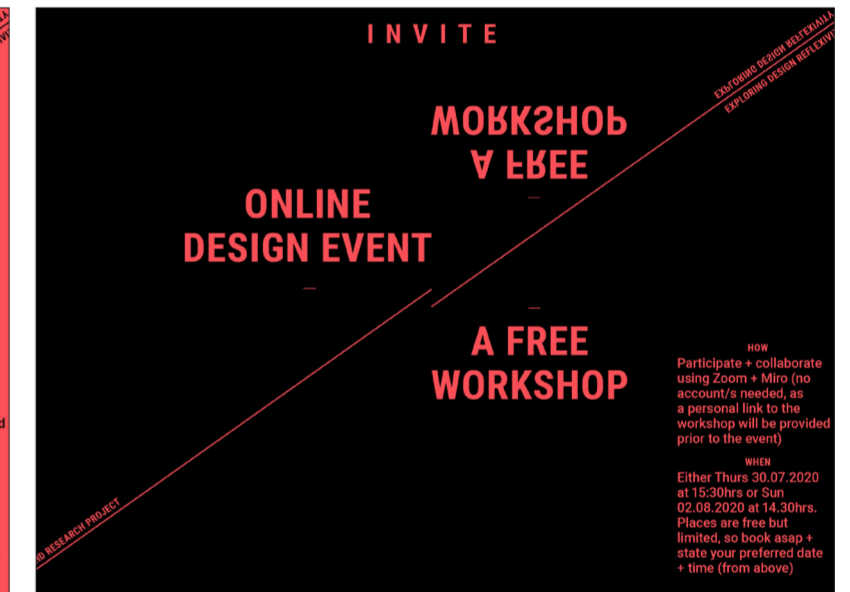 INVITE
EXPLORING DESIGN REFLEXIVITY
EXPLORING DESIGN
WORKSHOP
A FREE
ONLINE
DESIGN EVENT
A FREE
WORKSHOP
HOW
Participate + collaborate
using Zoom + Miro (no
account/s needed, as
a personal link to the
workshop will be provided
prior to the event)
WHEN
Either Thurs 30.07.2020
at 15:30hrs or Sun
02.08.2020 at 14.30hrs.
Places are free but
limited, so book asap +
state your preferred date
+ time (from above)
RESEARCH PROJECT